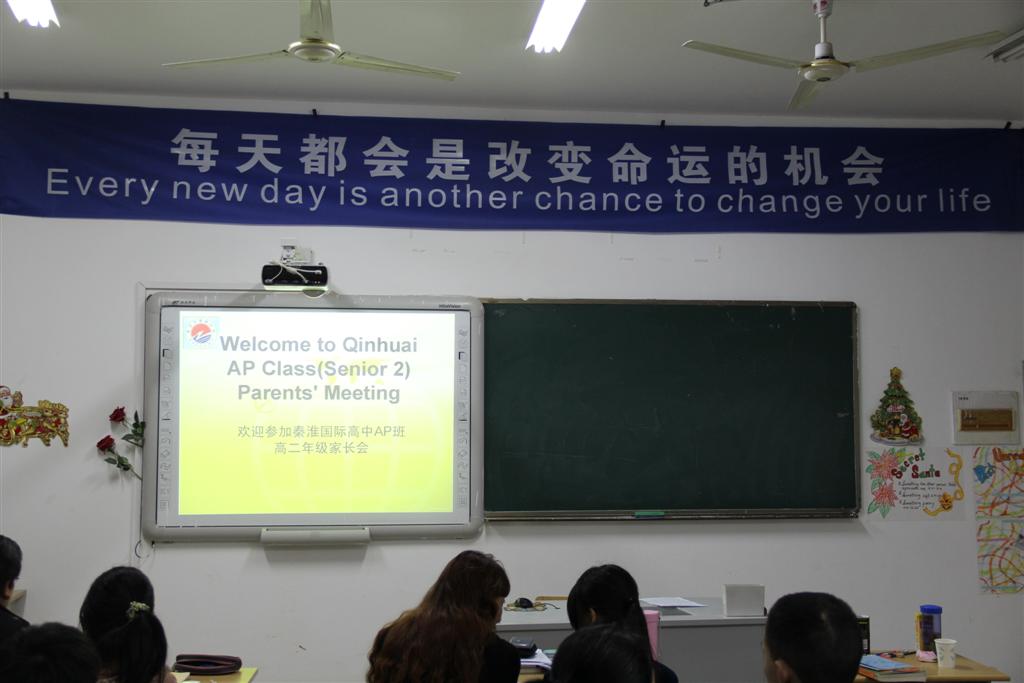 每天都会是改变命运的机会
Every new day is another chance to change your life
Welcome to Qinhuai
AP Class(Senior 2)
Parents' Meeting
欢迎参加秦淮国际高中AP班
高二年级家长会
Secret
Santa